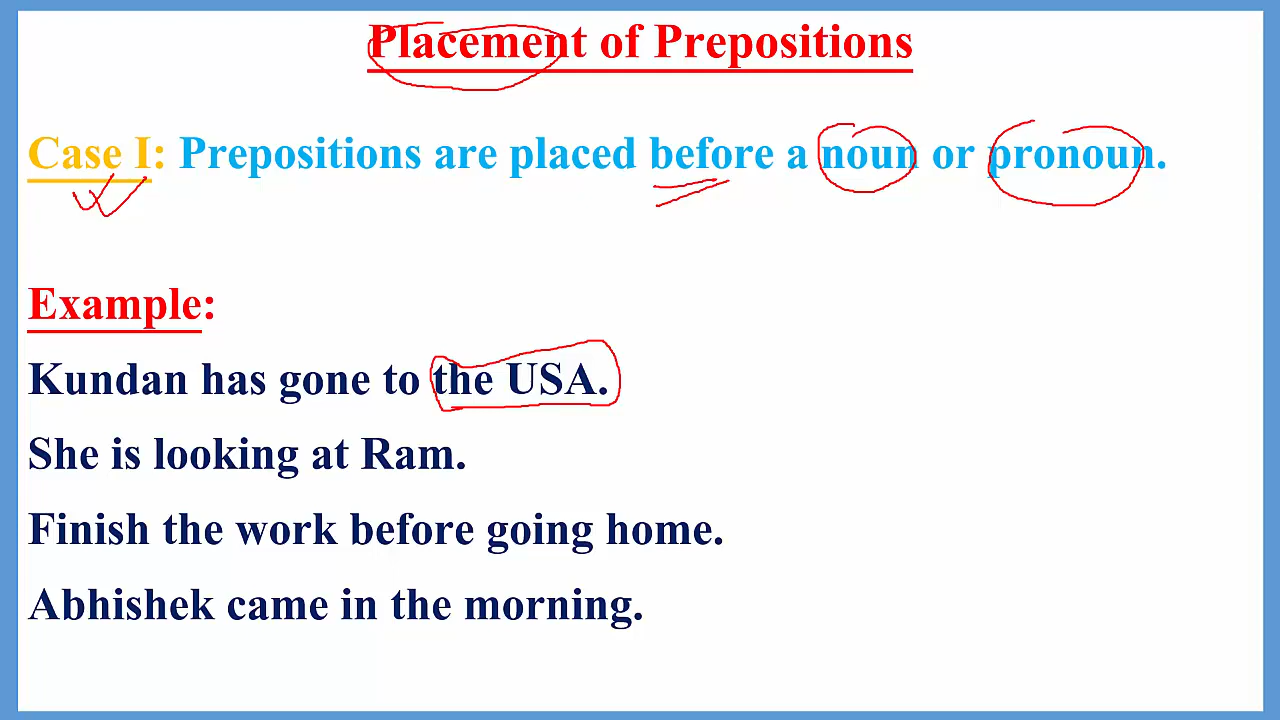 Placement of Prepositions
Case I: Prepositions are placed before a noun or pronoun.
Example:
Kundan has gone to the USA.
She is looking at Ram.
Finish the work before going home.
Abhishek came in the morning.